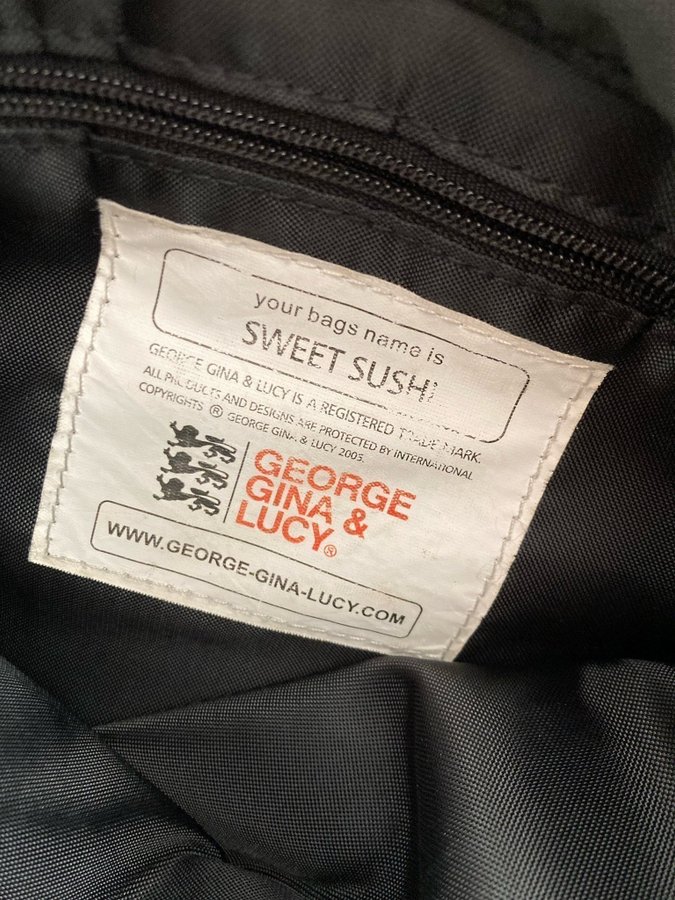 your bags name is
SWEET SUSHI
GEORGE GINA & LUCY IS A REGISTERED TRADE MARK.
ALL PRODUCTS AND DESIGNS ARE PROTECTED BY INTERNATIONAL
COPYRIGHTS ® GEORGE GINA & LUCY 2005.
GEORGE
GINA &
LUCY®
WWW.GEORGE-GINA-LUCY.COM